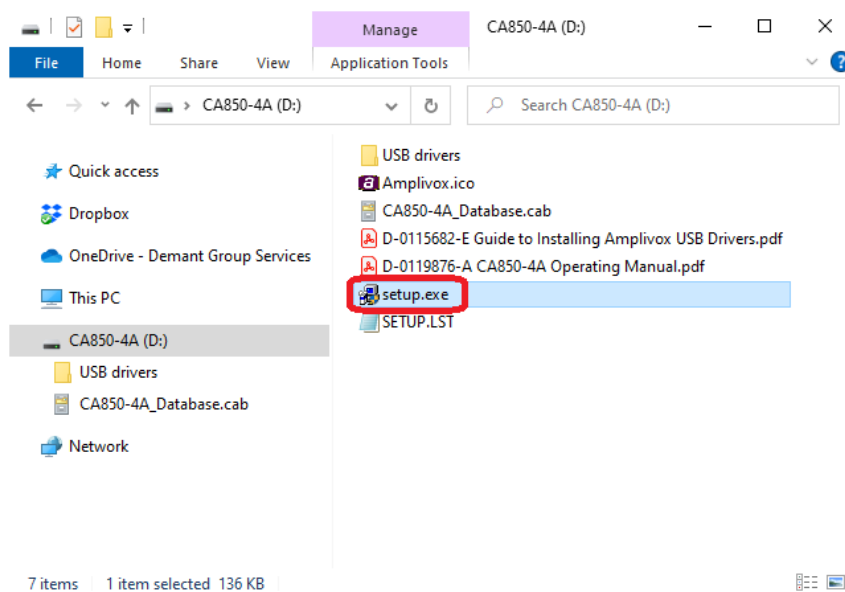 Manage
CA850-4A (D:)
File
Home
Share
View
Application Tools
?
CA850-4A (D:)
Search CA850-4A (D:)
Quick access
Dropbox
OneDrive - Demant Group Services
This PC
CA850-4A (D:)
USB drivers
CA850-4A_Database.cab
Network
USB drivers
a Amplivox.ico
CA850-4A_Database.cab
D-0115682-E Guide to Installing Amplivox USB Drivers.pdf
D-0119876-A CA850-4A Operating Manual.pdf
setup.exe
SETUP.LST
7 items
1 item selected 136 KB